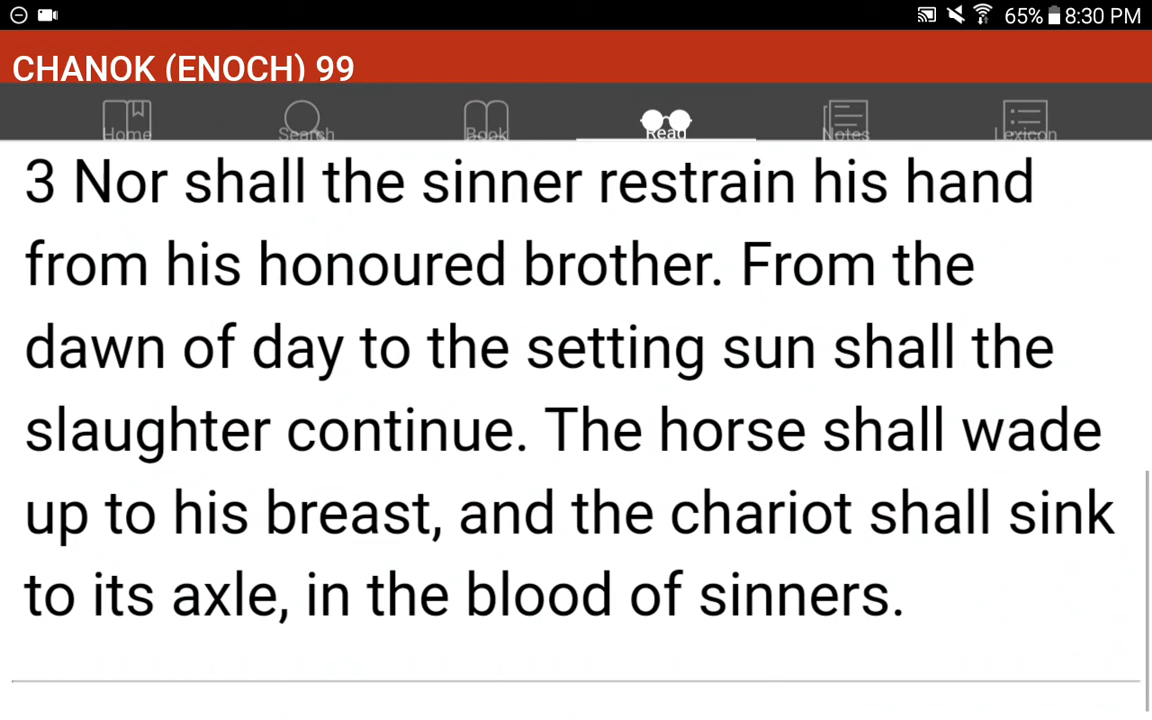 65% 8:30 PM
CHANOK (ENOCH) 99
Home Search Book Read Notes Lexicon
3 Nor shall the sinner restrain his hand
from his honoured brother. From the
dawn of day to the setting sun shall the
slaughter continue. The horse shall wade
up to his breast, and the chariot shall sink
to its axle, in the blood of sinners.